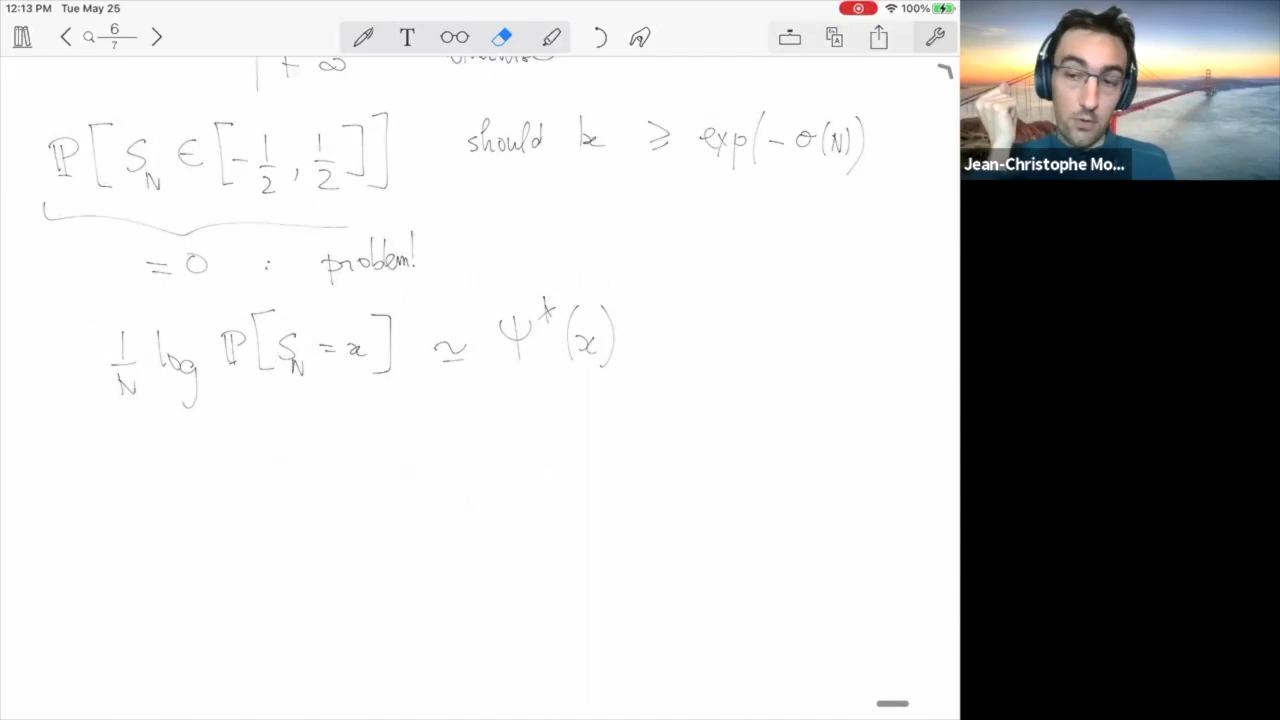 12:13 PM Tue May 25
100%
6
7
T
+ ∞ otherwise
ℙ[S_N ∈ [-1/2, 1/2]] should be ≥ exp(-σ(N))
= 0 : problem!
1/N log ℙ[S_N = x] ≃ Ψ*(x)
Jean-Christophe Mo...